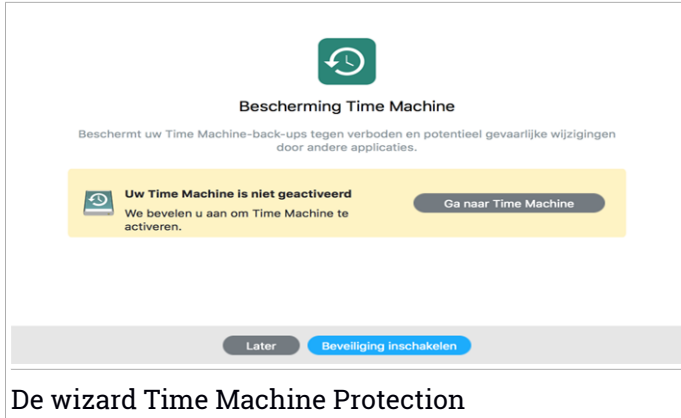 Bescherming Time Machine
Beschermt uw Time Machine-back-ups tegen verboden en potentieel gevaarlijke wijzigingen
door andere applicaties.
Uw Time Machine is niet geactiveerd
We bevelen u aan om Time Machine te
activeren.
Ga naar Time Machine
Later
Beveiliging inschakelen
De wizard Time Machine Protection